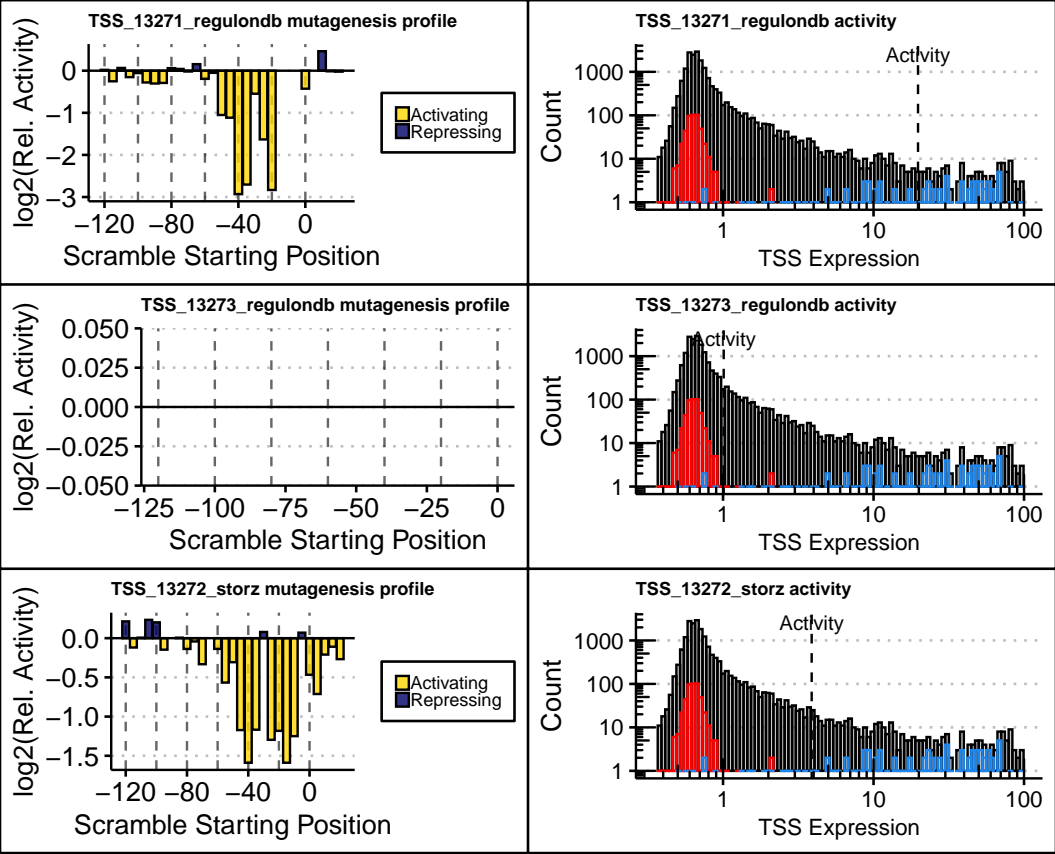 TSS_13271_regulondb mutagenesis profile
log2(Rel. Activity)
0
−1
−2
−3
−120 −80 −40 0
Scramble Starting Position
Activating
Repressing
TSS_13271_regulondb activity
Activity
Count
1000
100
10
1
1 10 100
TSS Expression
TSS_13273_regulondb mutagenesis profile
log2(Rel. Activity)
0.050
0.025
0.000
−0.025
−0.050
−125 −100 −75 −50 −25 0
Scramble Starting Position
TSS_13273_regulondb activity
Activity
Count
1000
100
10
1
1 10 100
TSS Expression
TSS_13272_storz mutagenesis profile
log2(Rel. Activity)
0.0
−0.5
−1.0
−1.5
−120 −80 −40 0
Scramble Starting Position
Activating
Repressing
TSS_13272_storz activity
Activity
Count
1000
100
10
1
1 10 100
TSS Expression